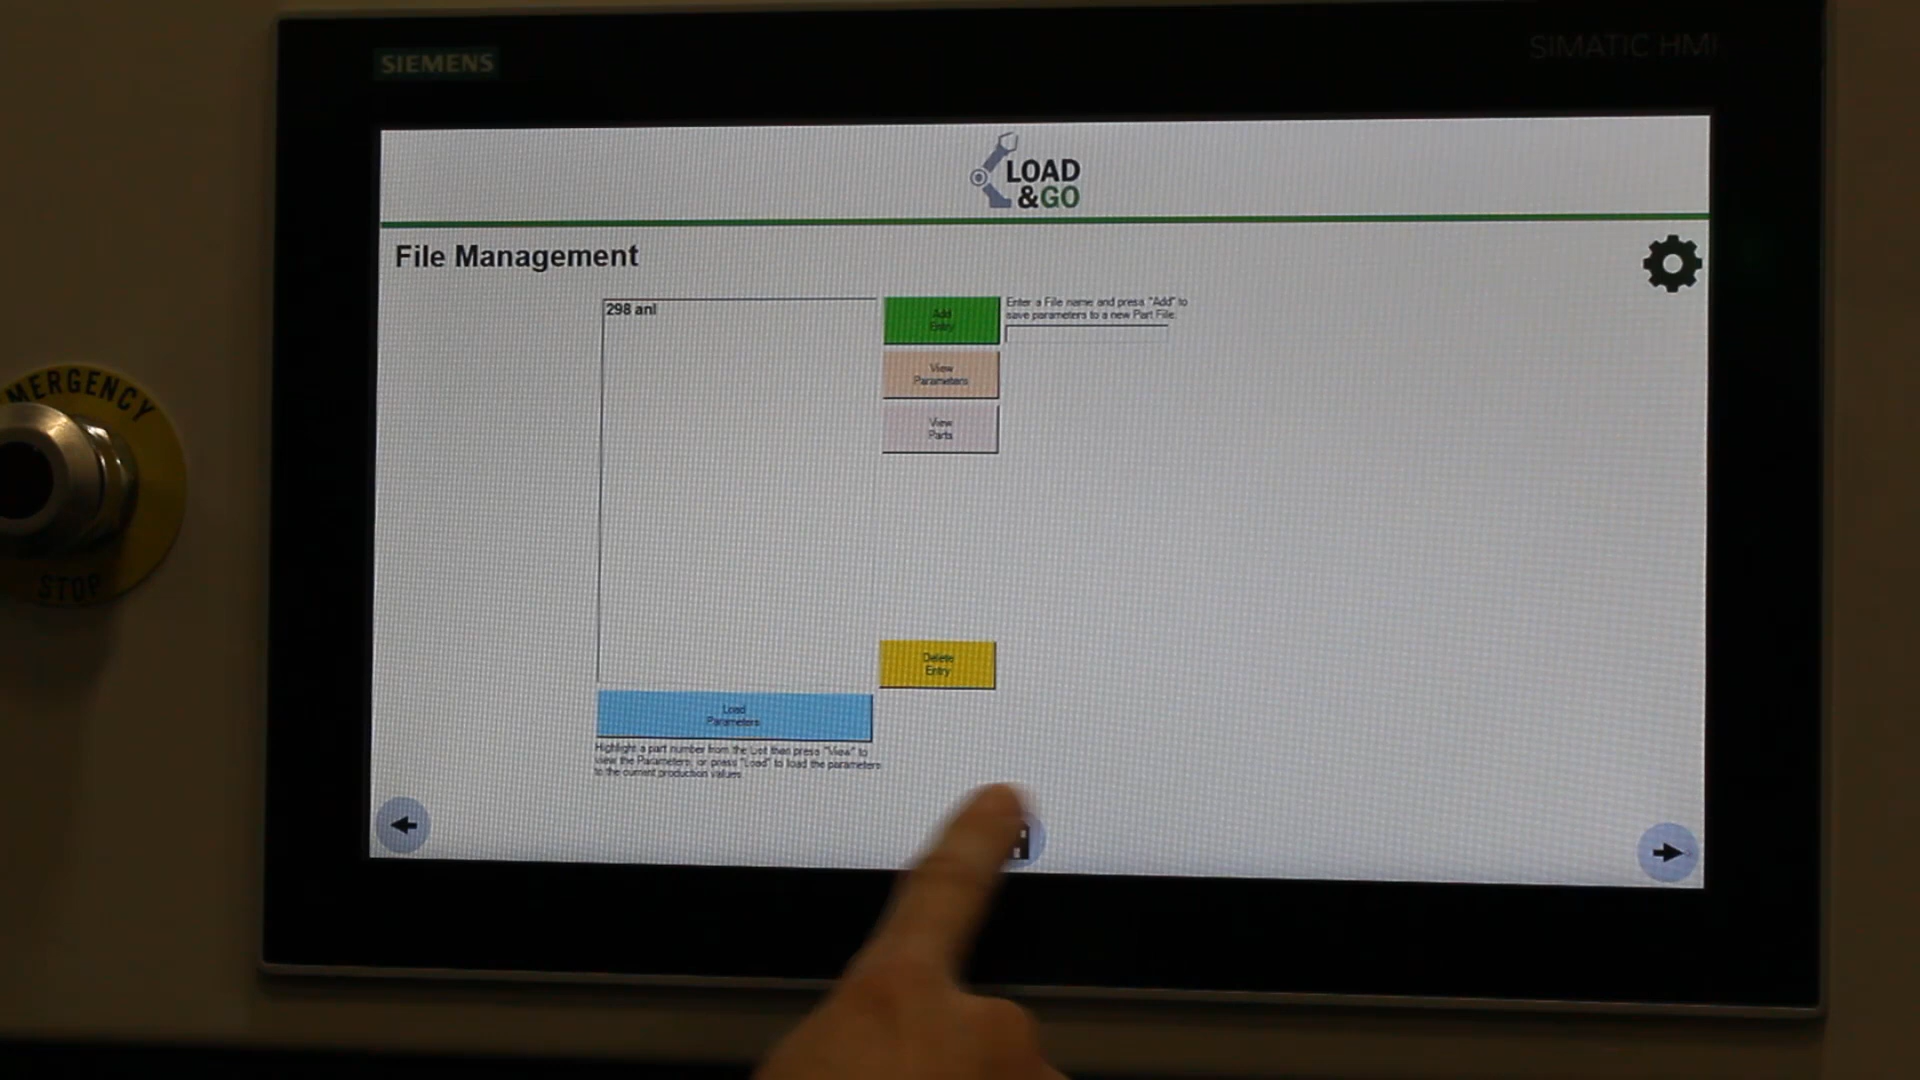 SIEMENS
SIMATIC HMI
LOAD
&GO
File Management
298 anl
Add
Entry
Enter a File name and press "Add" to
save parameters to a new Part File.
View
Parameters
View
Parts
EMERGENCY
STOP
Delete
Entry
Load
Parameters
Highlight a part number from the List then press "View" to
view the Parameters, or press "Load" to load the parameters
to the current production values.